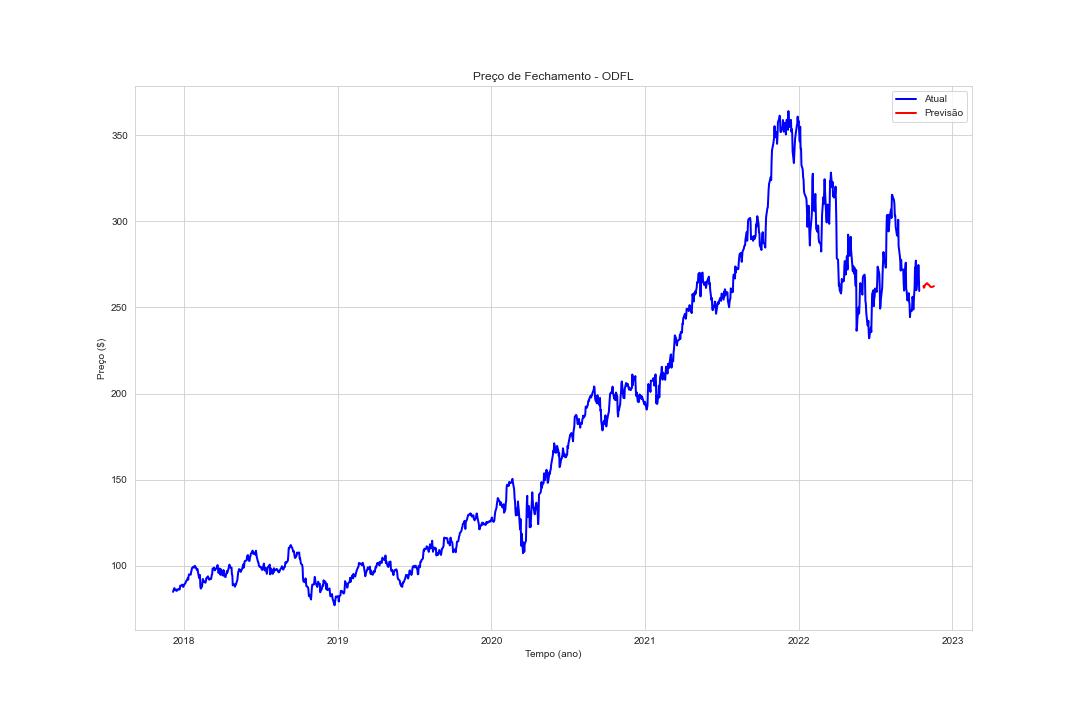 Preço de Fechamento - ODFL
Atual
Previsão
350
300
250
200
150
100
Preço ($)
2018 2019 2020 2021 2022 2023
Tempo (ano)